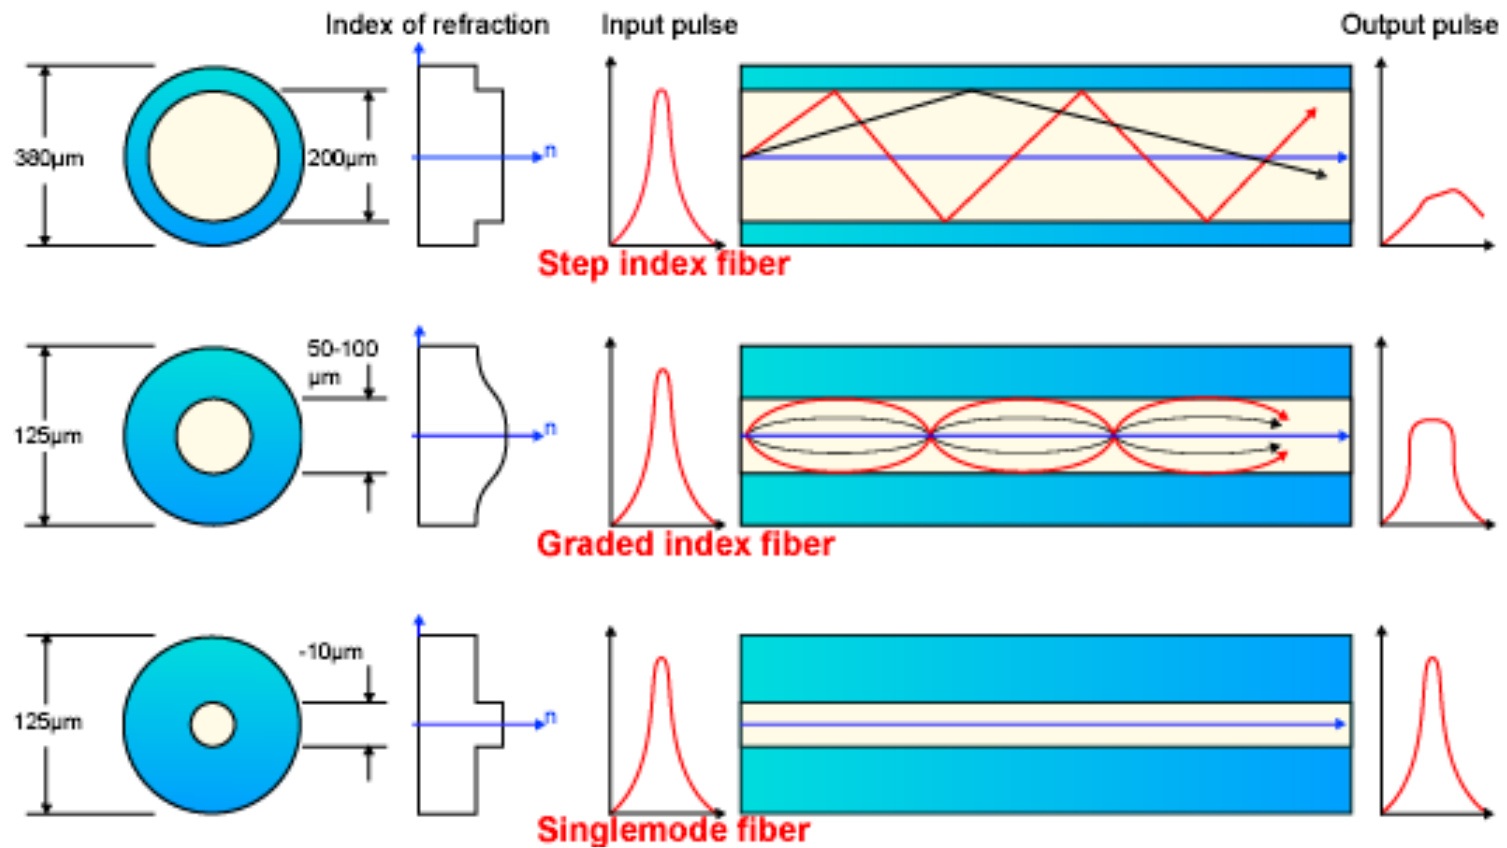 Index of refraction
Input pulse
Output pulse
380µm
200µm
n
Step index fiber
50-100
µm
125µm
n
Graded index fiber
-10µm
125µm
n
Singlemode fiber